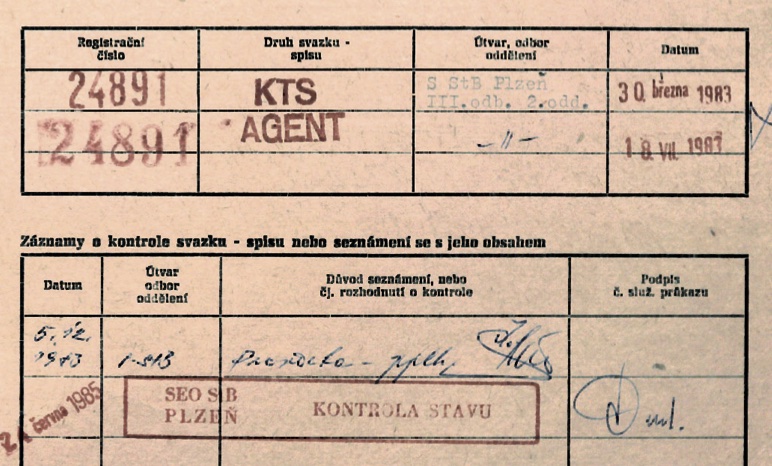 Registrační číslo
Druh svazku - spisu
Útvar, odbor oddělení
Datum
24891
KTS
S StB Plzeň
III.odb. 2.odd.
30. března 1983
24891
AGENT
- " -
18. VII. 1983
Záznamy o kontrole svazku - spisu nebo seznámení se s jeho obsahem
Datum
Útvar odbor oddělení
Důvod seznámení, nebo čj. rozhodnutí o kontrole
Podpis č. služ. průkazu
5. 12.
1983
června 1985
SEO StB
PLZEŇ
KONTROLA STAVU